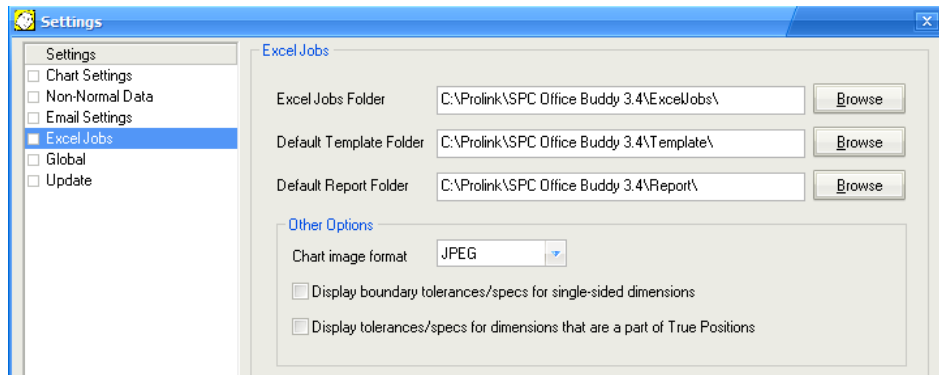 Settings
Settings
Chart Settings
Non-Normal Data
Email Settings
Excel Jobs
Global
Update
Excel Jobs
Excel Jobs Folder C:\Prolink\SPC Office Buddy 3.4\ExcelJobs\ Browse
Default Template Folder C:\Prolink\SPC Office Buddy 3.4\Template\ Browse
Default Report Folder C:\Prolink\SPC Office Buddy 3.4\Report\ Browse
Other Options
Chart image format JPEG
Display boundary tolerances/specs for single-sided dimensions
Display tolerances/specs for dimensions that are a part of True Positions